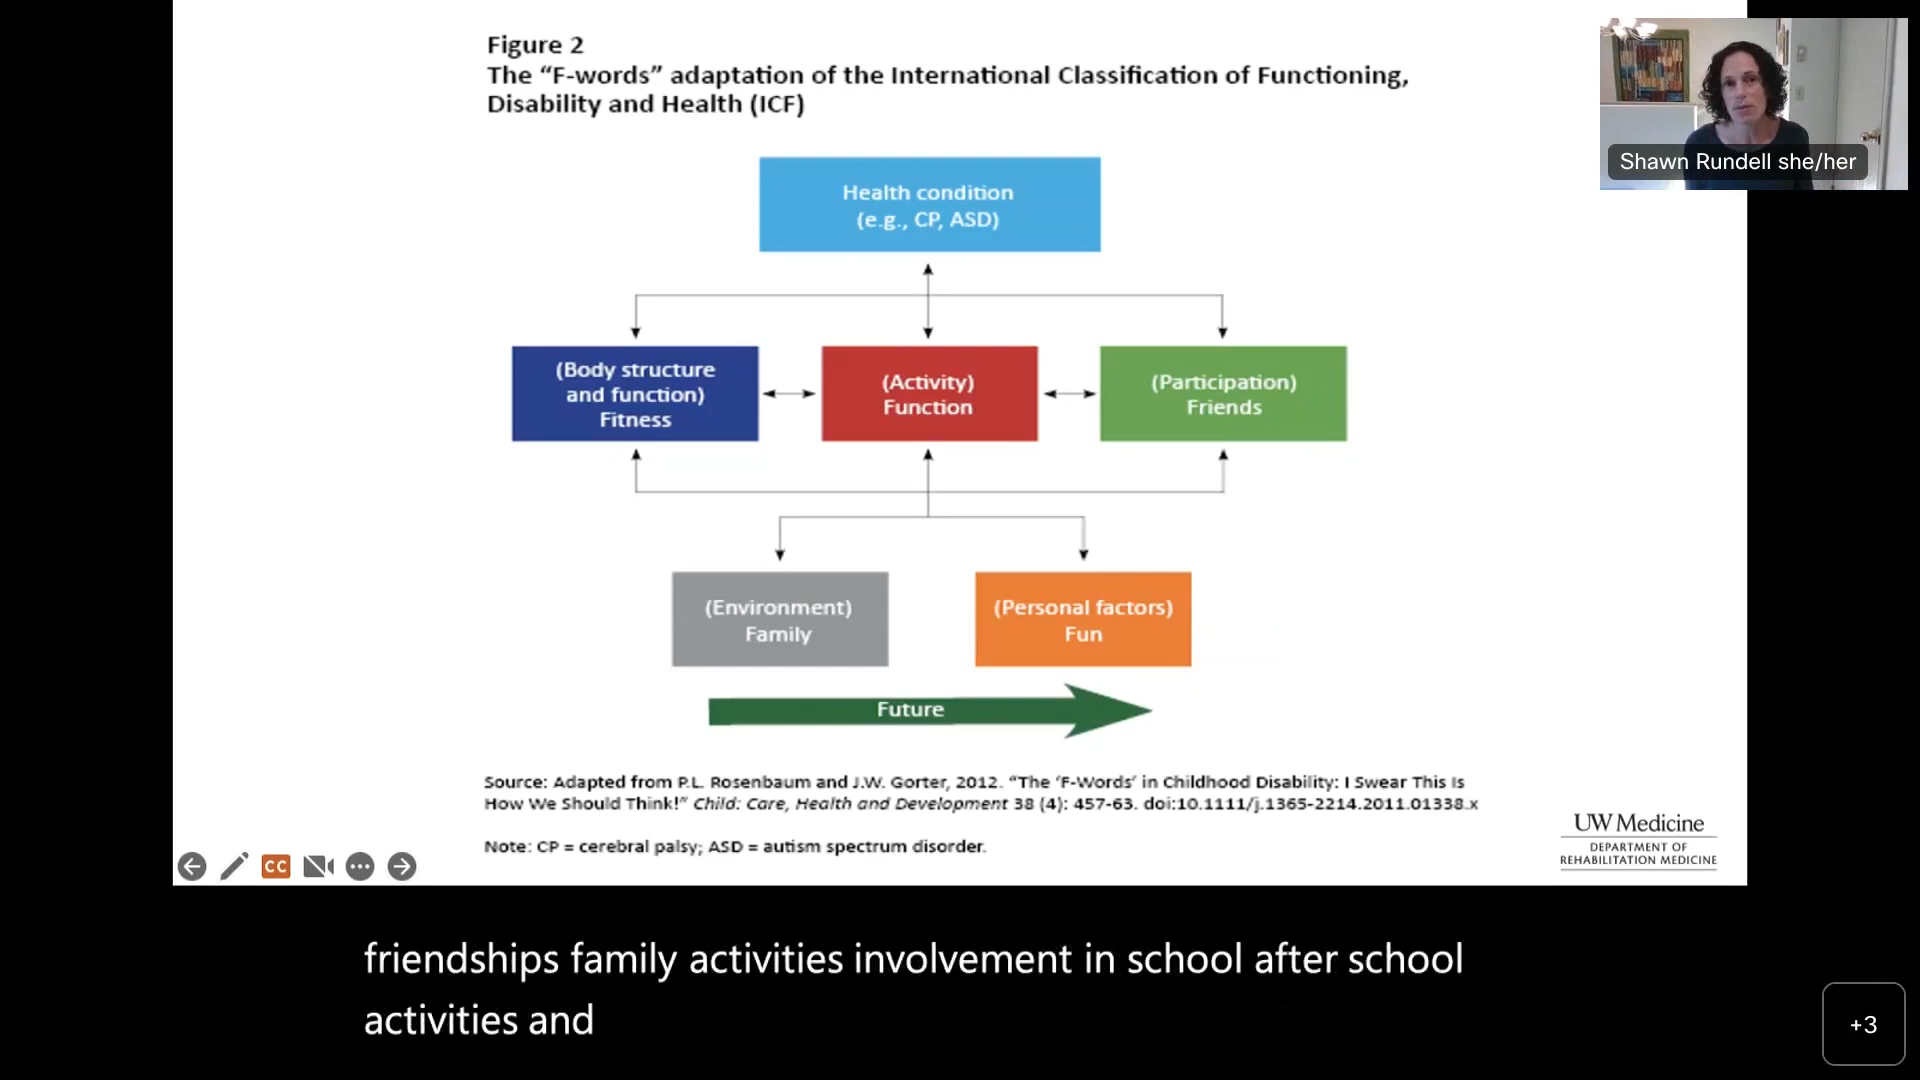 Figure 2
The “F-words” adaptation of the International Classification of Functioning,
Disability and Health (ICF)
Shawn Rundell she/her
Health condition
(e.g., CP, ASD)
(Body structure
and function)
Fitness
(Activity)
Function
(Participation)
Friends
(Environment)
Family
(Personal factors)
Fun
Future
Source: Adapted from P.L. Rosenbaum and J.W. Gorter, 2012. “The ‘F-Words’ in Childhood Disability: I Swear This Is
How We Should Think!” Child: Care, Health and Development 38 (4): 457-63. doi:10.1111/j.1365-2214.2011.01338.x
Note: CP = cerebral palsy; ASD = autism spectrum disorder.
UW Medicine
DEPARTMENT OF
REHABILITATION MEDICINE
CC
friendships family activities involvement in school after school
activities and
+3